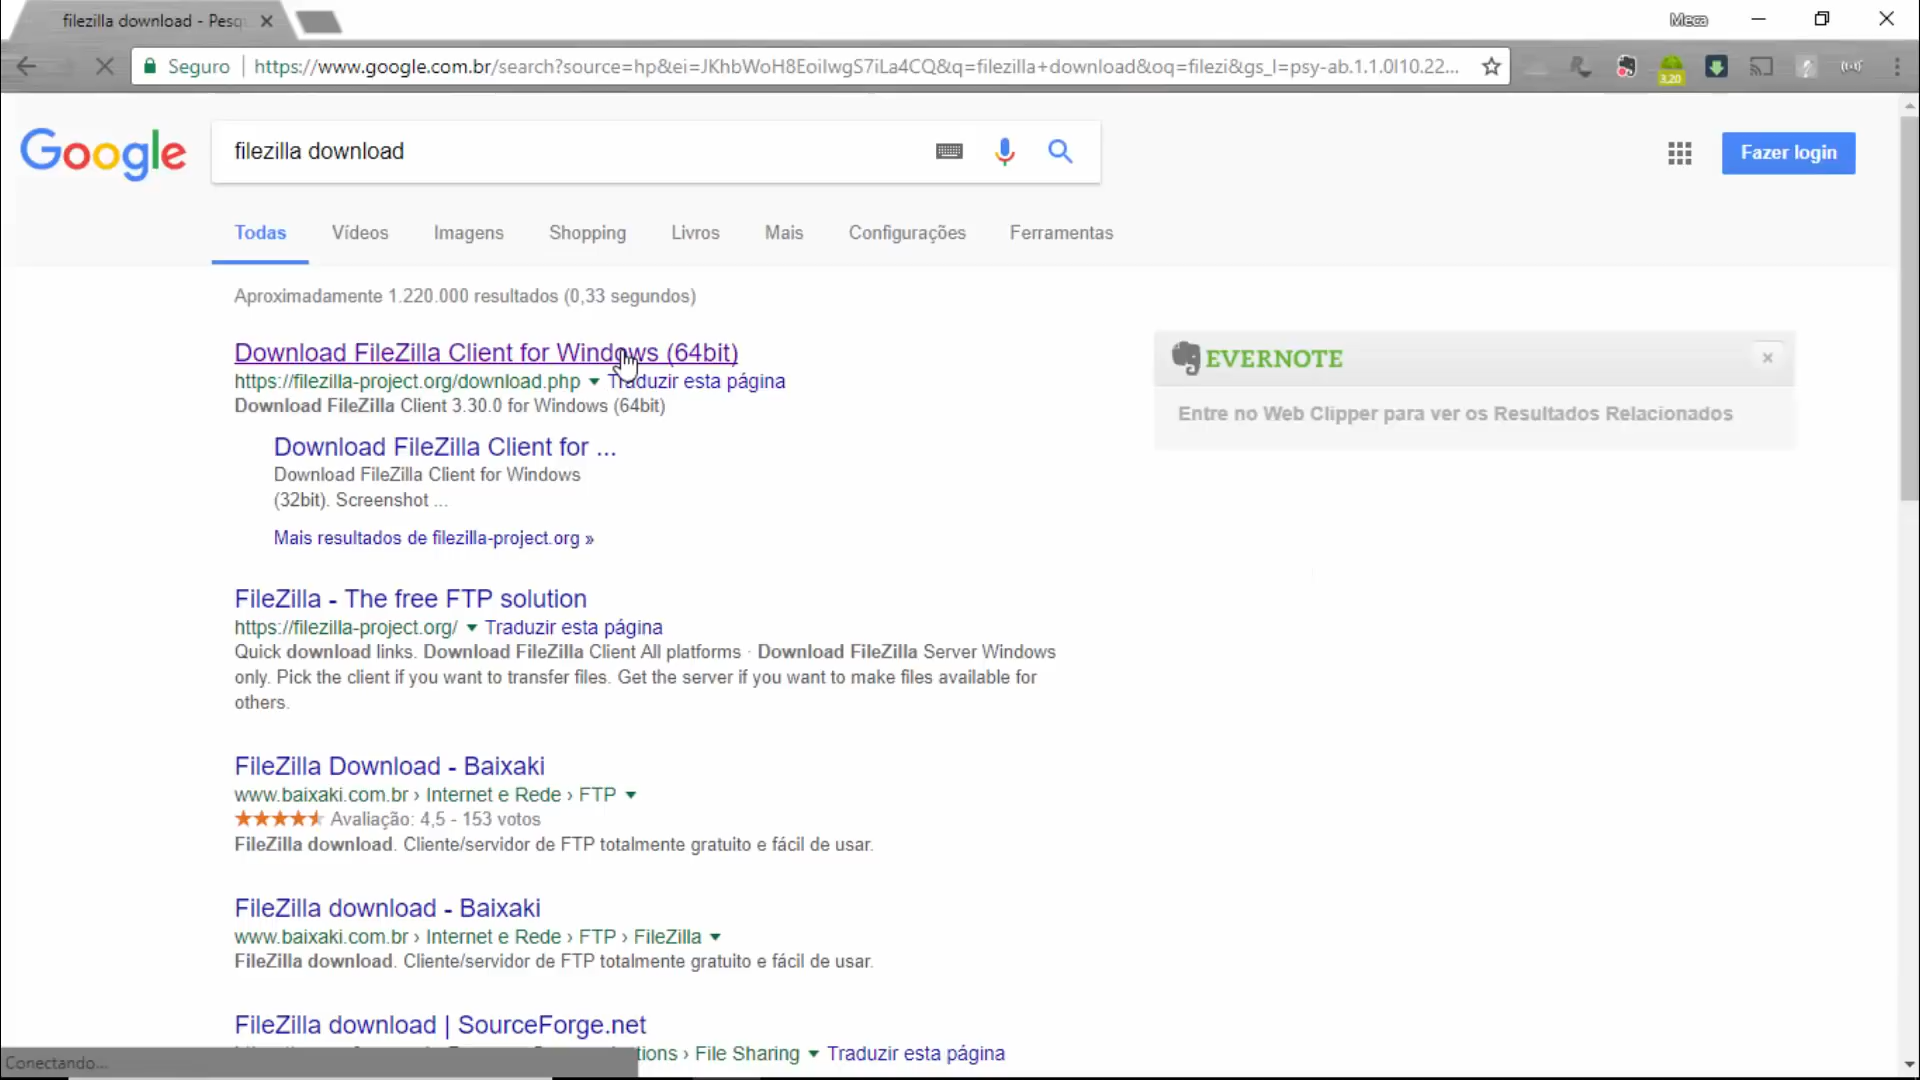 filezilla download - Pesq
Meca
Seguro
https://www.google.com.br/search?source=hp&ei=JKhbWoH8EoilwgS7iLa4CQ&q=filezilla+download&oq=filezi&gs_l=psy-ab.1.1.0l10.22...
3,20
Google
filezilla download
Fazer login
Todas
Vídeos
Imagens
Shopping
Livros
Mais
Configurações
Ferramentas
Aproximadamente 1.220.000 resultados (0,33 segundos)
Download FileZilla Client for Windows (64bit)
https://filezilla-project.org/download.php Traduzir esta página
Download FileZilla Client 3.30.0 for Windows (64bit)
Download FileZilla Client for ...
Download FileZilla Client for Windows
(32bit). Screenshot ...
Mais resultados de filezilla-project.org »
EVERNOTE
Entre no Web Clipper para ver os Resultados Relacionados
FileZilla - The free FTP solution
https://filezilla-project.org/ Traduzir esta página
Quick download links. Download FileZilla Client All platforms · Download FileZilla Server Windows
only. Pick the client if you want to transfer files. Get the server if you want to make files available for
others.
FileZilla Download - Baixaki
www.baixaki.com.br › Internet e Rede › FTP
Avaliação: 4,5 - 153 votos
FileZilla download. Cliente/servidor de FTP totalmente gratuito e fácil de usar.
FileZilla download - Baixaki
www.baixaki.com.br › Internet e Rede › FTP › FileZilla
FileZilla download. Cliente/servidor de FTP totalmente gratuito e fácil de usar.
FileZilla download | SourceForge.net
tions › File Sharing Traduzir esta página
Conectando...